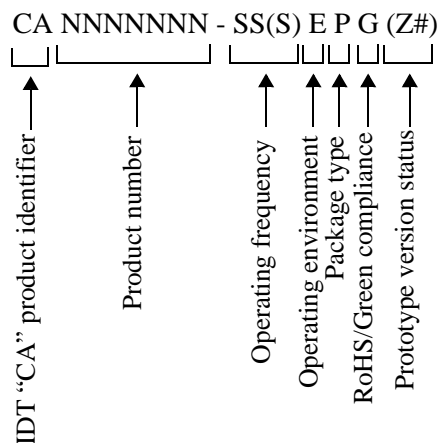 CA NNNNNNN - SS(S) E P G (Z#)
IDT “CA” product identifier
Product number
Operating frequency
Operating environment
Package type
RoHS/Green compliance
Prototype version status